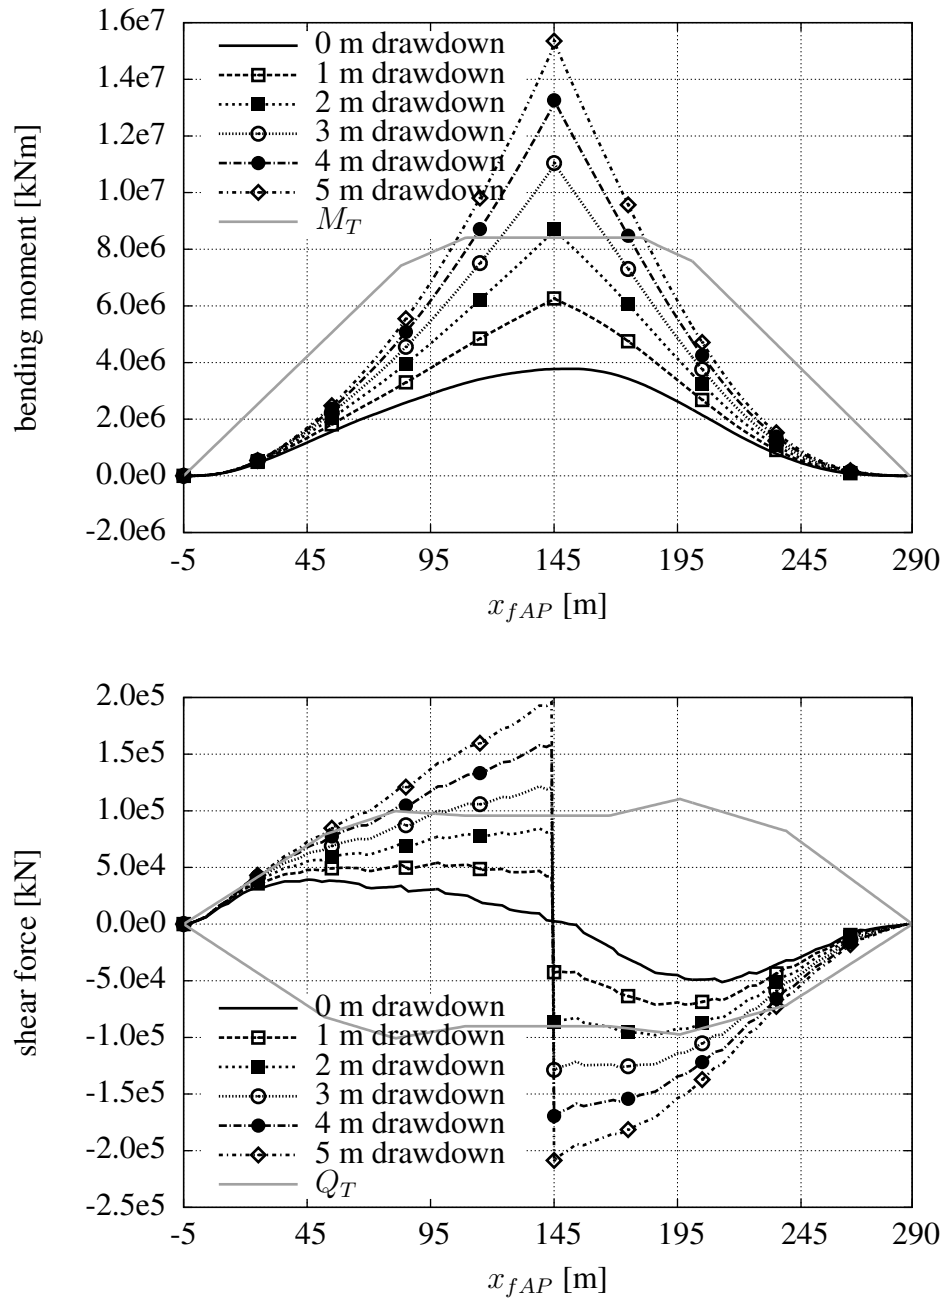 1.6e7
1.4e7
1.2e7
1.0e7
8.0e6
6.0e6
4.0e6
2.0e6
0.0e0
-2.0e6
bending moment [kNm]
0 m drawdown
1 m drawdown
2 m drawdown
3 m drawdown
4 m drawdown
5 m drawdown
M_T
-5 45 95 145 195 245 290
x_{fAP} [m]
2.0e5
1.5e5
1.0e5
5.0e4
0.0e0
-5.0e4
-1.0e5
-1.5e5
-2.0e5
-2.5e5
shear force [kN]
0 m drawdown
1 m drawdown
2 m drawdown
3 m drawdown
4 m drawdown
5 m drawdown
Q_T
-5 45 95 145 195 245 290
x_{fAP} [m]